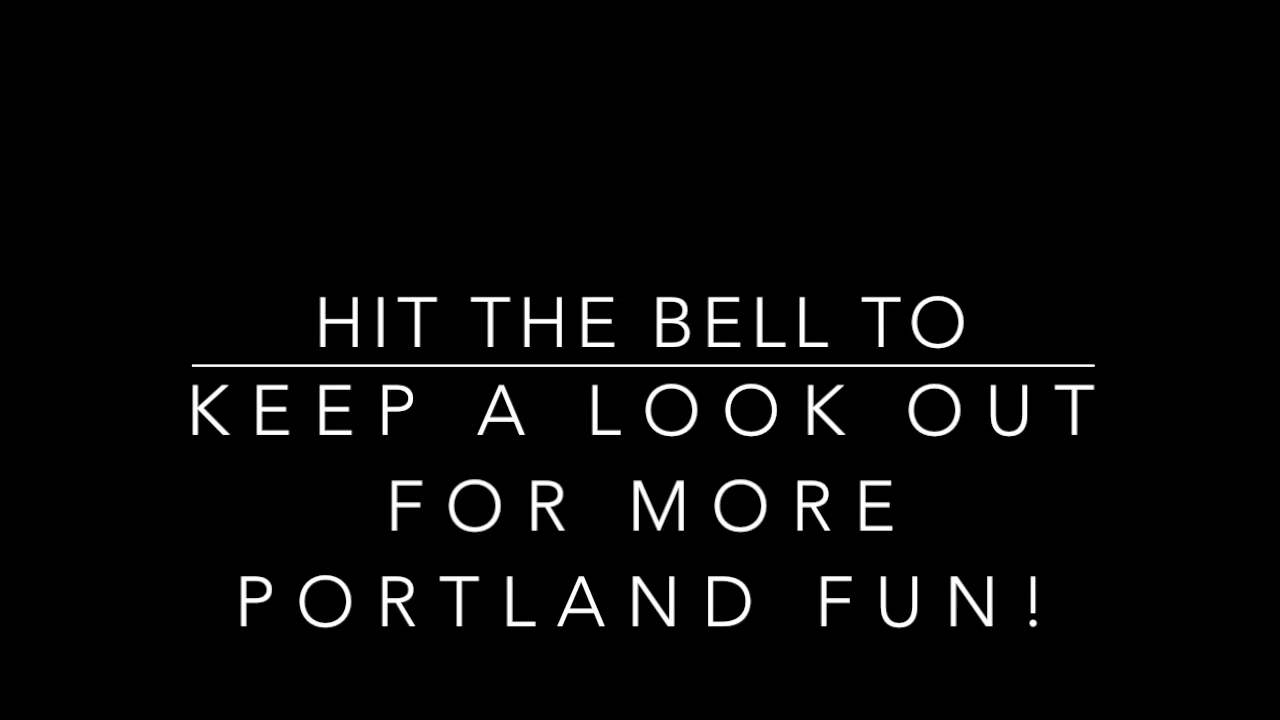 HIT THE BELL TO
KEEP A LOOK OUT
FOR MORE
PORTLAND FUN!